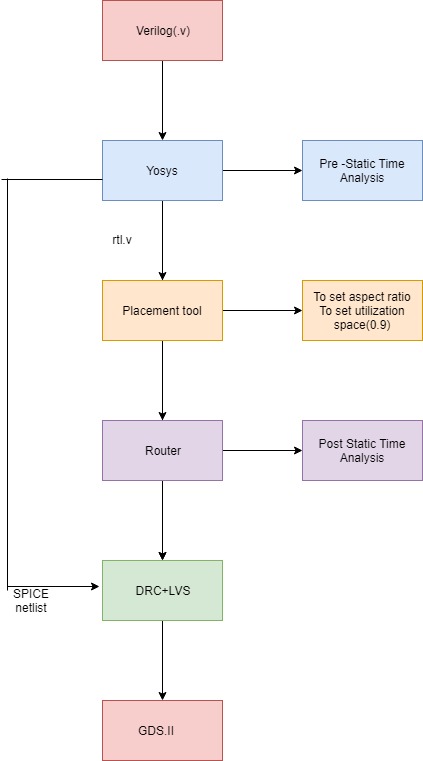 Verilog(.v)
Yosys
Pre -Static Time
Analysis
rtl.v
Placement tool
To set aspect ratio
To set utilization
space(0.9)
Router
Post Static Time
Analysis
DRC+LVS
SPICE
netlist
GDS.II